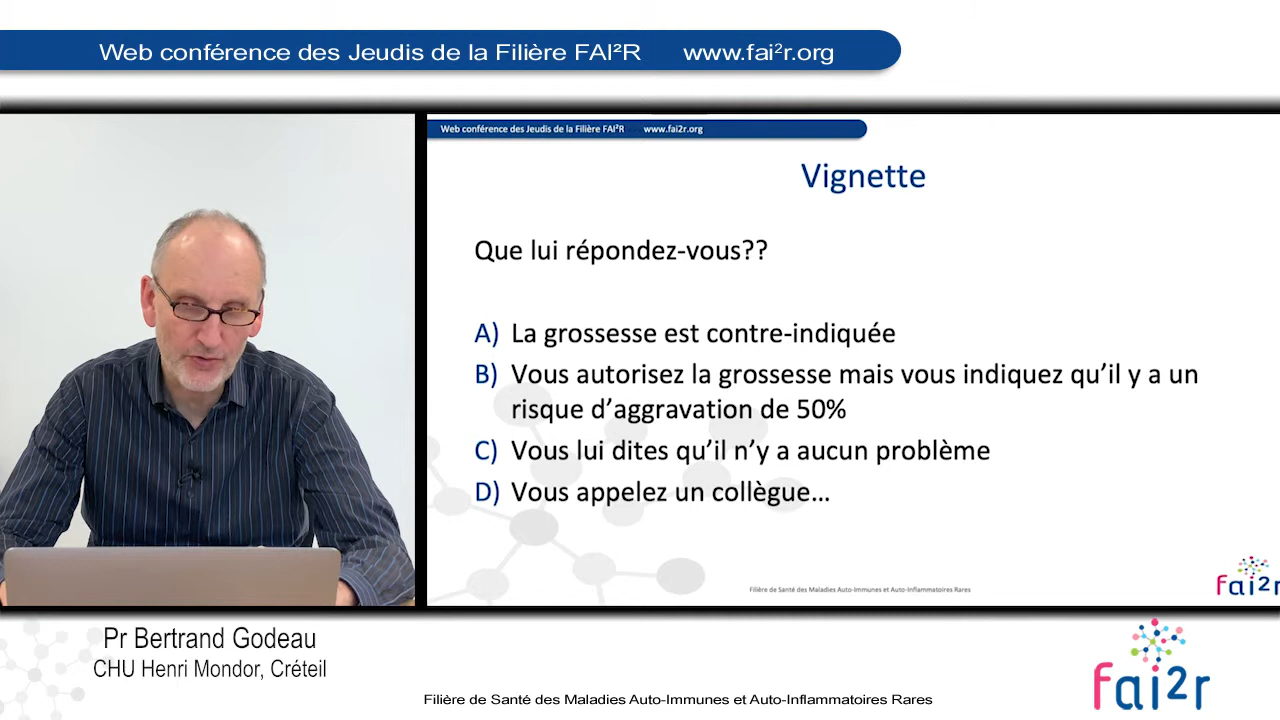 Web conférence des Jeudis de la Filière FAI²R www.fai²r.org
Web conférence des Jeudis de la Filière FAI²R www.fai2r.org
Vignette
Que lui répondez-vous??
A) La grossesse est contre-indiquée
B) Vous autorisez la grossesse mais vous indiquez qu’il y a un
risque d’aggravation de 50%
C) Vous lui dites qu’il n’y a aucun problème
D) Vous appelez un collègue…
Filière de Santé des Maladies Auto-Immunes et Auto-Inflammatoires Rares
fai2r
Pr Bertrand Godeau
CHU Henri Mondor, Créteil
fai2r
Filière de Santé des Maladies Auto-Immunes et Auto-Inflammatoires Rares